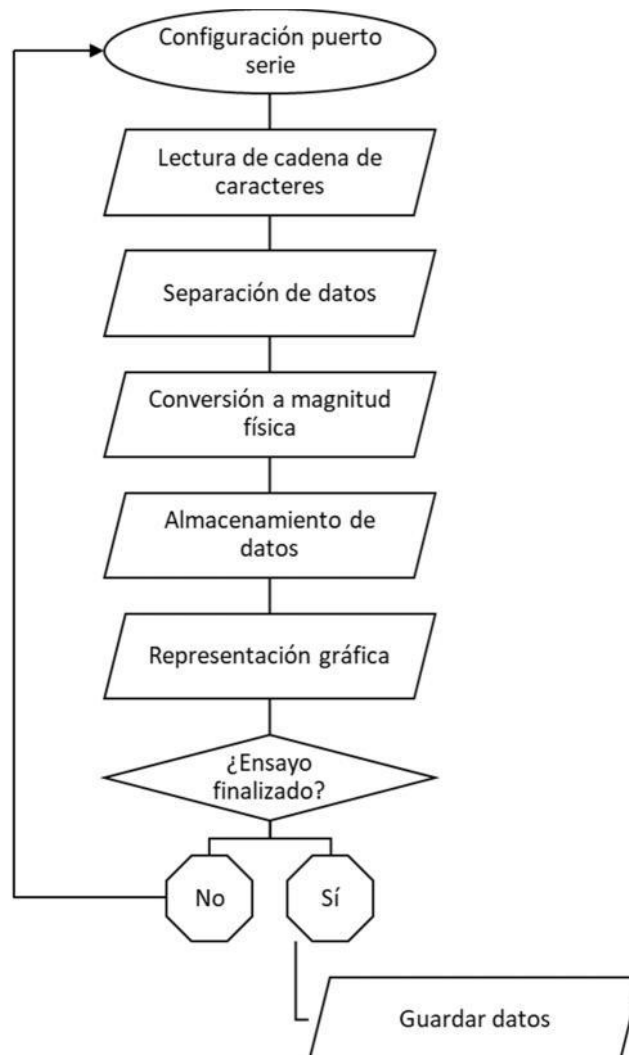 Configuración puerto
serie
Lectura de cadena de
caracteres
Separación de datos
Conversión a magnitud
física
Almacenamiento de
datos
Representación gráfica
¿Ensayo
finalizado?
No
Sí
Guardar datos